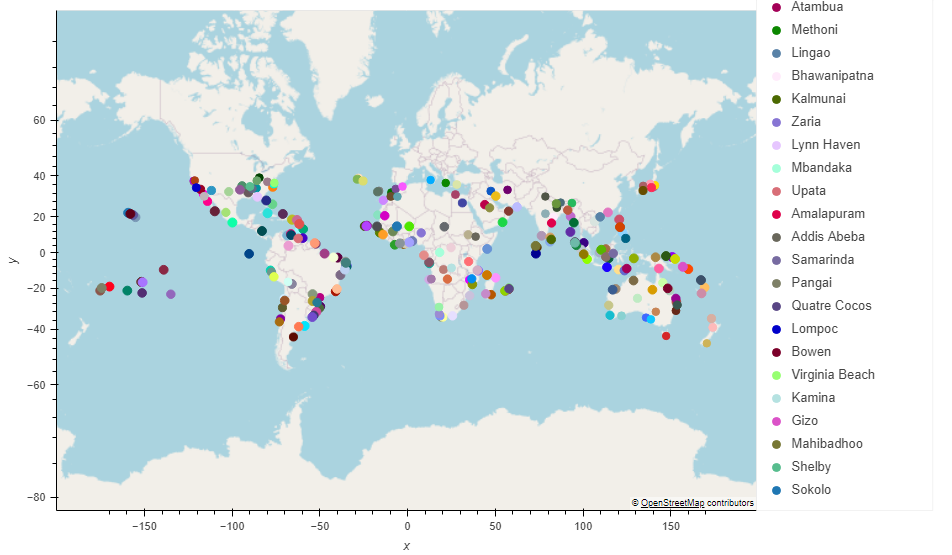 Atambua
Methoni
Lingao
Bhawanipatna
Kalmunai
Zaria
Lynn Haven
Mbandaka
Upata
Amalapuram
Addis Abeba
Samarinda
Pangai
Quatre Cocos
Lompoc
Bowen
Virginia Beach
Kamina
Gizo
Mahibadhoo
Shelby
Sokolo
60
40
20
0
−20
−40
−60
−80
y
© OpenStreetMap contributors
−150 −100 −50 0 50 100 150
x